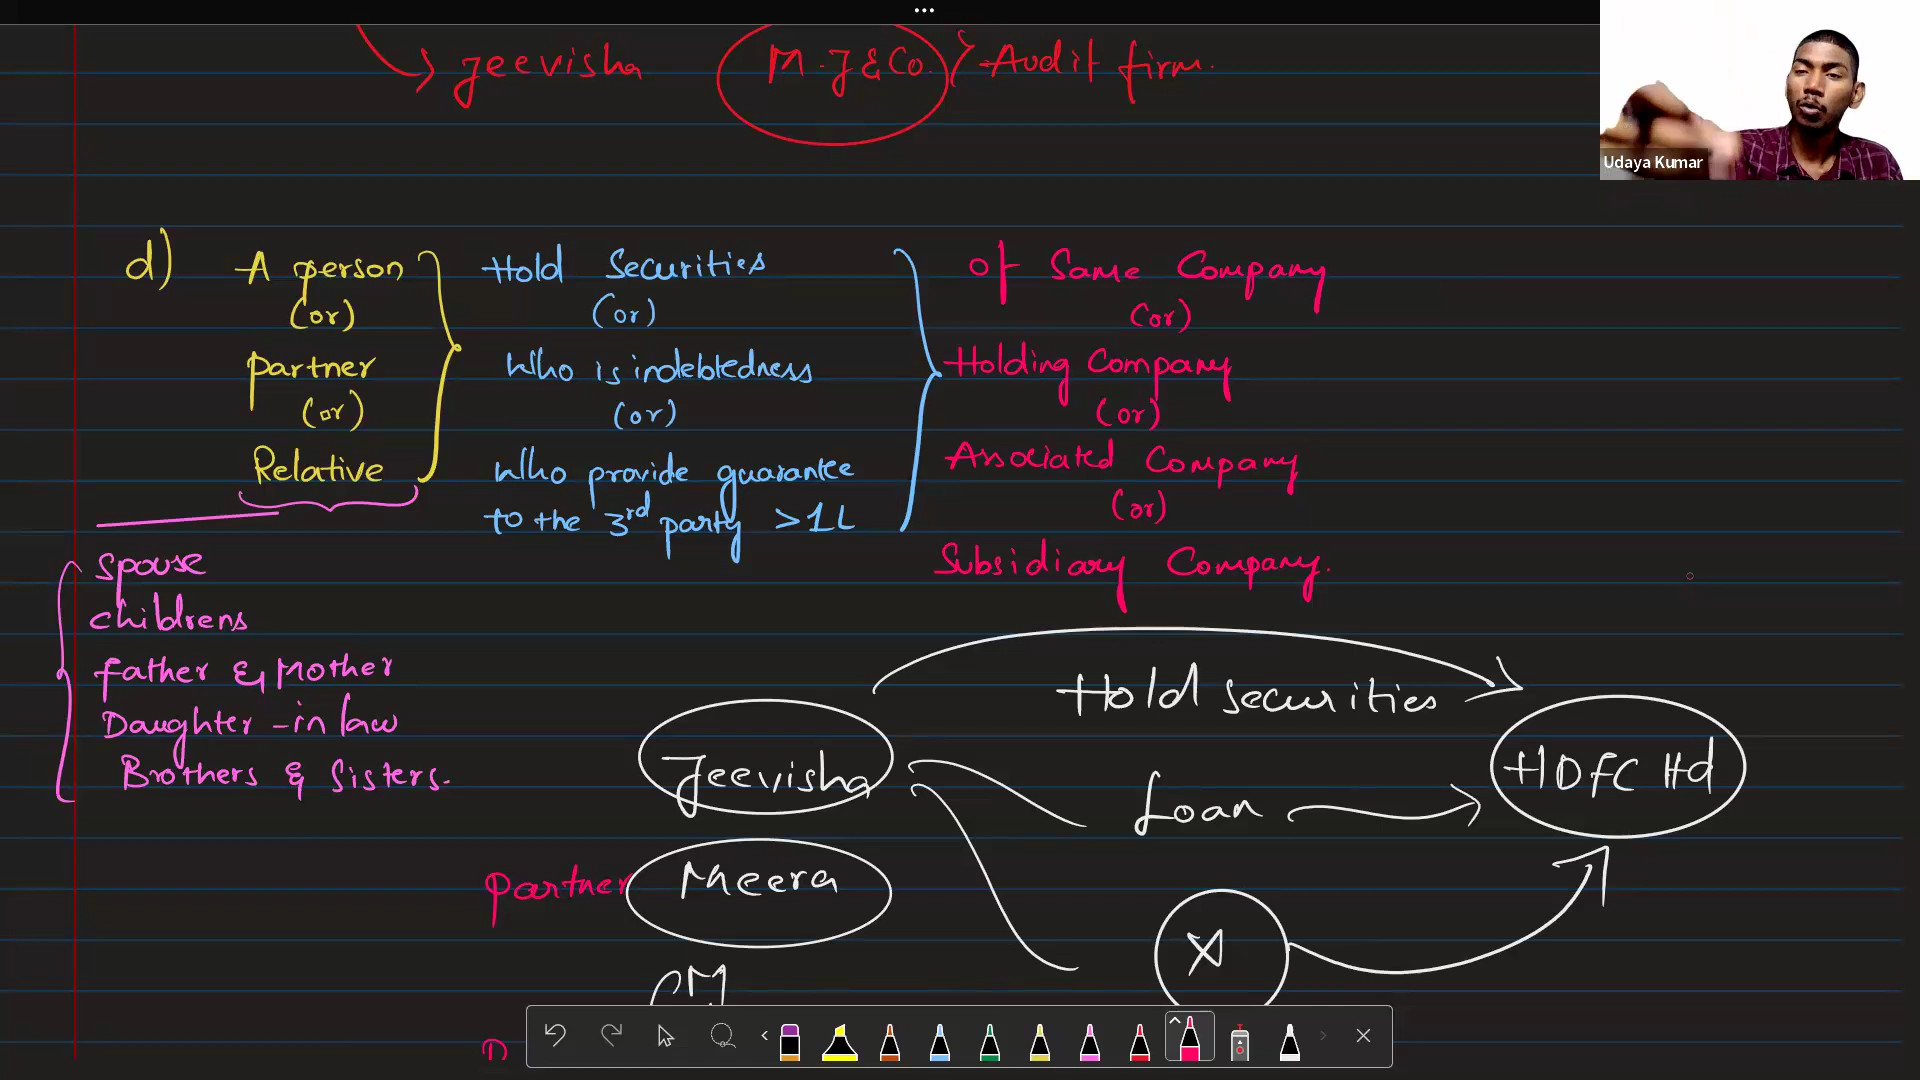 Jeevisha M.J & Co. Audit firm.
Udaya Kumar
d) A person Hold Securities of Same Company
(or) (or) (or)
partner Who is indebtedness Holding Company
(or) (or) (or)
Relative Who provide guarantee Associated Company
to the 3rd party >1L (or)
Subsidiary Company.
Spouse
childrens
father & Mother
Daughter -in law
Brothers & Sisters.
Hold securities
Jeevisha HDFC ltd
Loan
partner Meera
X